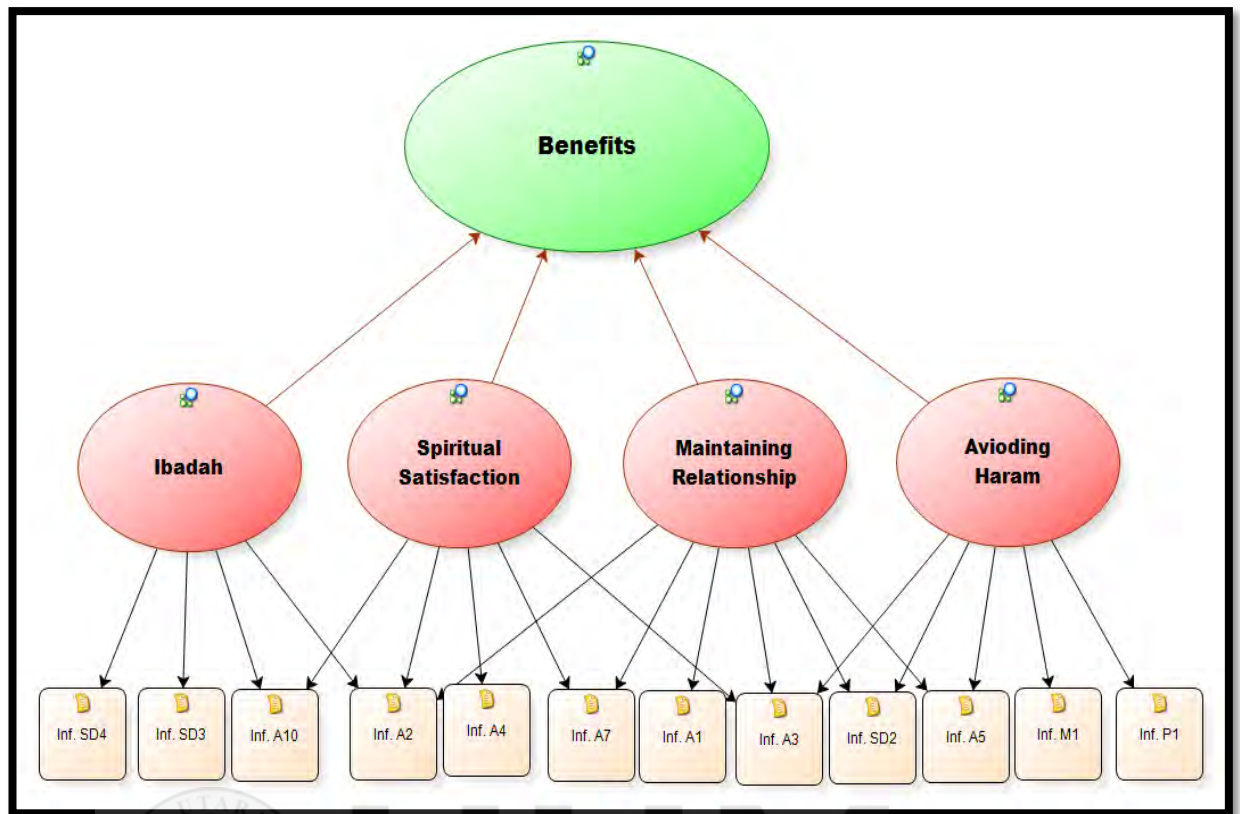 Benefits
Ibadah
Spiritual
Satisfaction
Maintaining
Relationship
Avioding
Haram
Inf. SD4
Inf. SD3
Inf. A10
Inf. A2
Inf. A4
Inf. A7
Inf. A1
Inf. A3
Inf. SD2
Inf. A5
Inf. M1
Inf. P1
UTAR